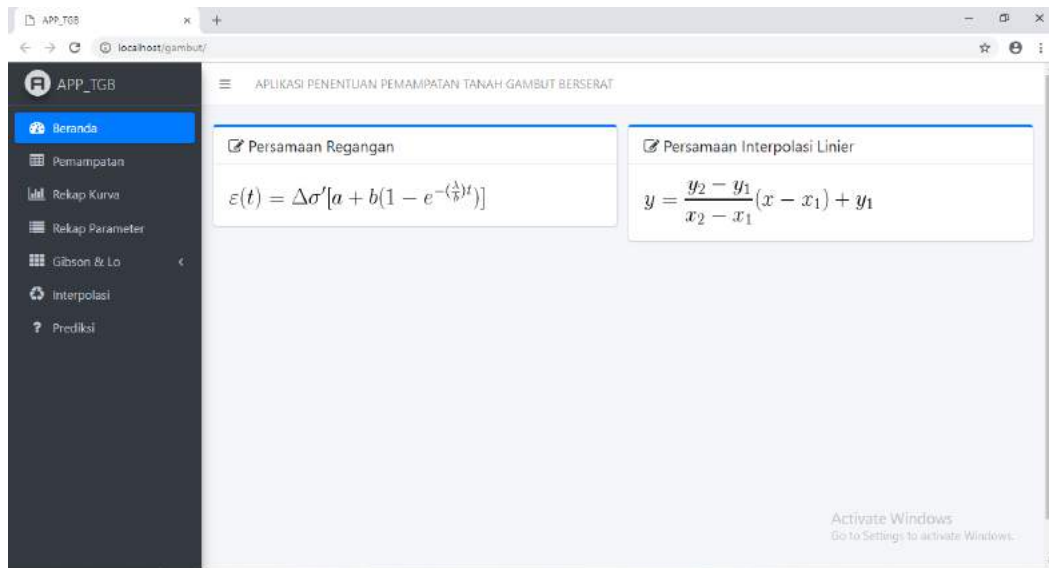 APP_TGB
localhost/gambut/
APP_TGB
APLIKASI PENENTUAN PEMAMPATAN TANAH GAMBUT BERSERAT
Beranda
Pemampatan
Rekap Kurva
Rekap Parameter
Gibson & Lo
Interpolasi
Prediksi
Persamaan Regangan
ε(t) = Δσ′[a + b(1 − e^{−(λ/b)t})]
Persamaan Interpolasi Linier
y = \frac{y₂ − y₁}{x₂ − x₁}(x − x₁) + y₁
Activate Windows
Go to Settings to activate Windows.